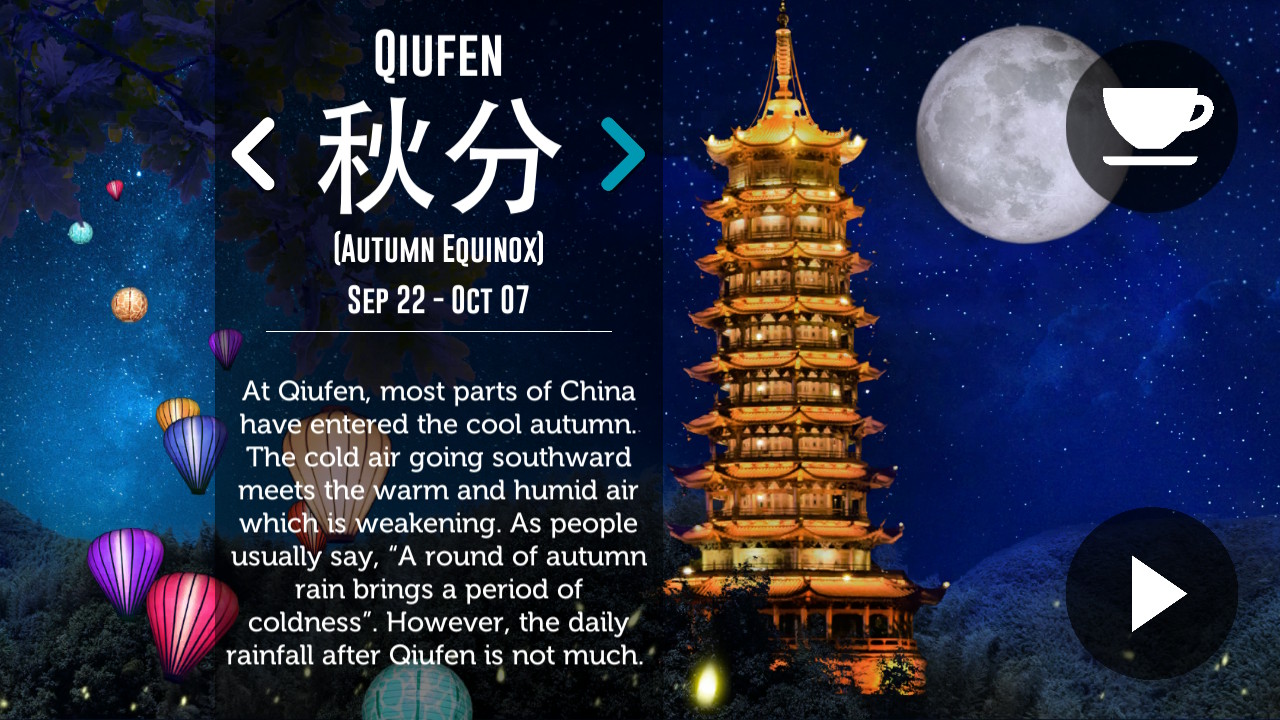 Qiufen
秋分
(Autumn Equinox)
Sep 22 - Oct 07
At Qiufen, most parts of China
have entered the cool autumn.
The cold air going southward
meets the warm and humid air
which is weakening. As people
usually say, “A round of autumn
rain brings a period of
coldness”. However, the daily
rainfall after Qiufen is not much.